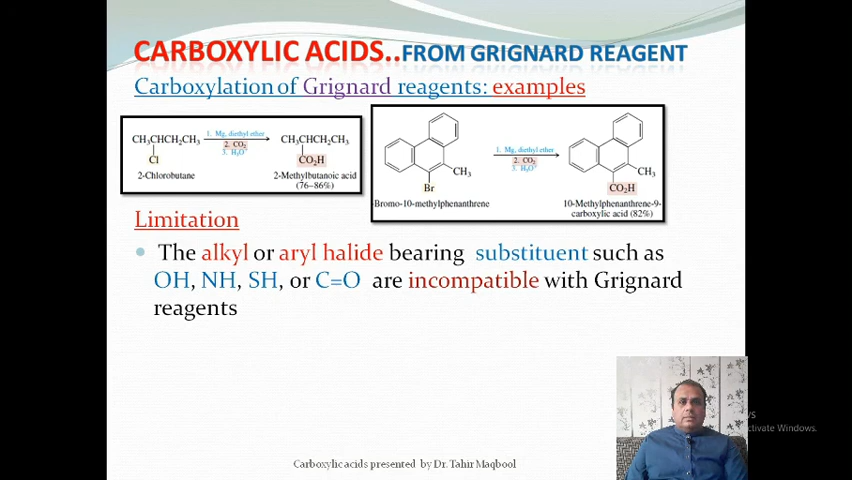 CARBOXYLIC ACIDS..FROM GRIGNARD REAGENT
Carboxylation of Grignard reagents: examples
CH₃CHCH₂CH₃
Cl
2-Chlorobutane
1. Mg, diethyl ether
2. CO₂
3. H₃O⁺
CH₃CHCH₂CH₃
CO₂H
2-Methylbutanoic acid
(76–86%)
CH₃
Br
-Bromo-10-methylphenanthrene
1. Mg, diethyl ether
2. CO₂
3. H₃O⁺
CH₃
CO₂H
10-Methylphenanthrene-9-
carboxylic acid (82%)
Limitation
• The alkyl or aryl halide bearing substituent such as
OH, NH, SH, or C=O are incompatible with Grignard
reagents
ctivate Windows.
Carboxylic acids presented by Dr. Tahir Maqbool